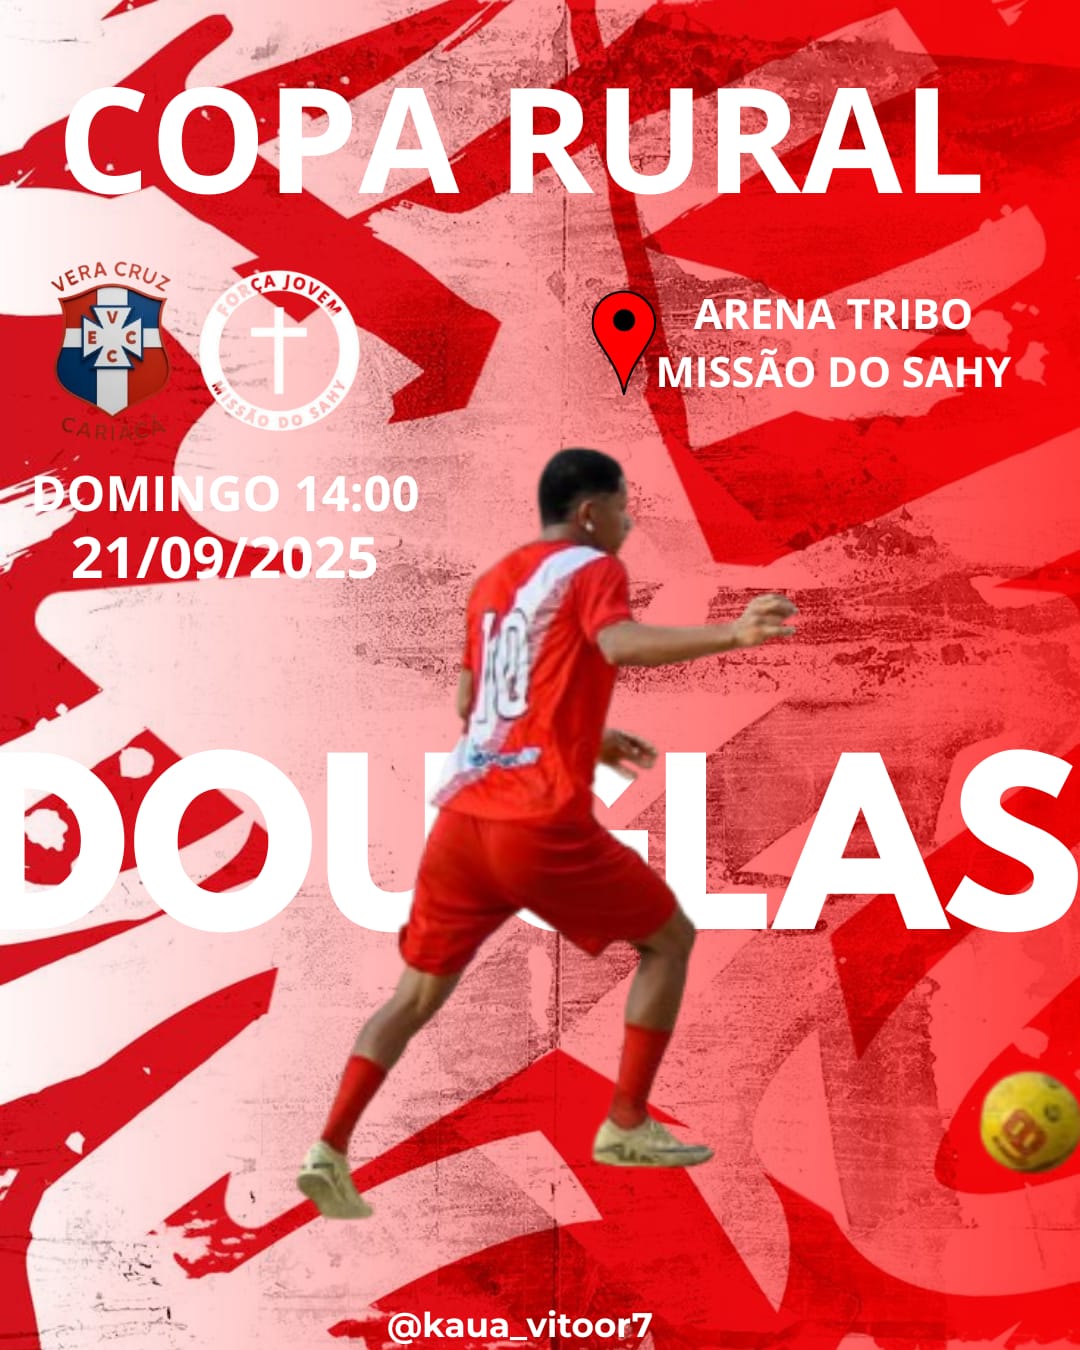 COPA RURAL
VERA CRUZ
V
E C
C
CARIACA
FORÇA JOVEM
MISSÃO DO SAHY
ARENA TRIBO
MISSÃO DO SAHY
DOMINGO 14:00
21/09/2025
10
DOUGLAS
@kaua_vitoor7